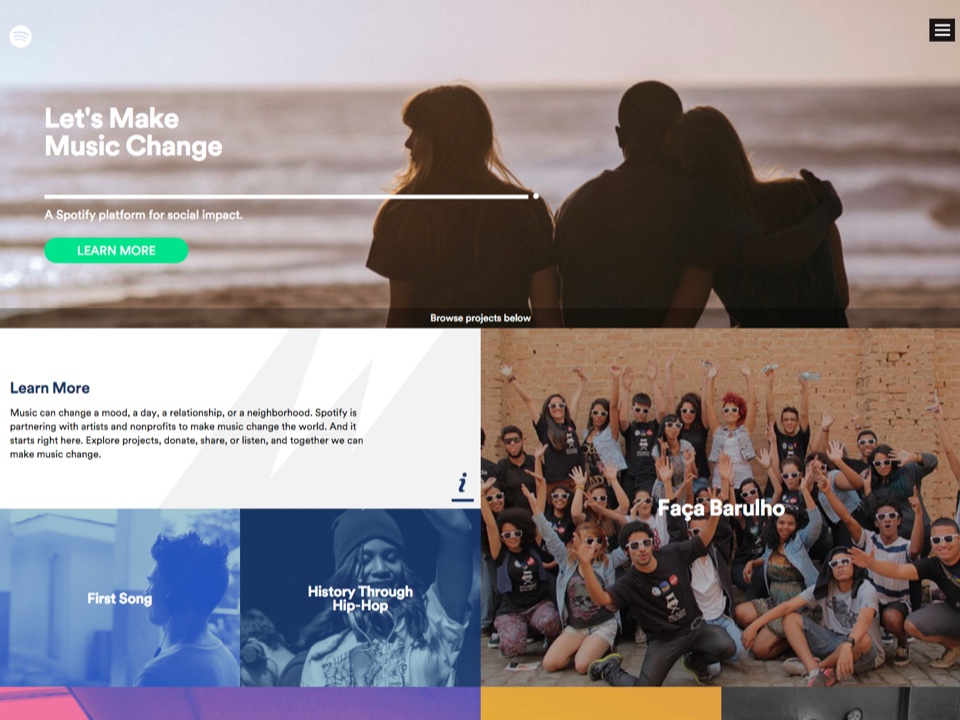 Let's Make
Music Change
A Spotify platform for social impact.
LEARN MORE
Browse projects below
Learn More
Music can change a mood, a day, a relationship, or a neighborhood. Spotify is
partnering with artists and nonprofits to make music change the world. And it
starts right here. Explore projects, donate, share, or listen, and together we can
make music change.
i
Faça Barulho
First Song
History Through
Hip-Hop